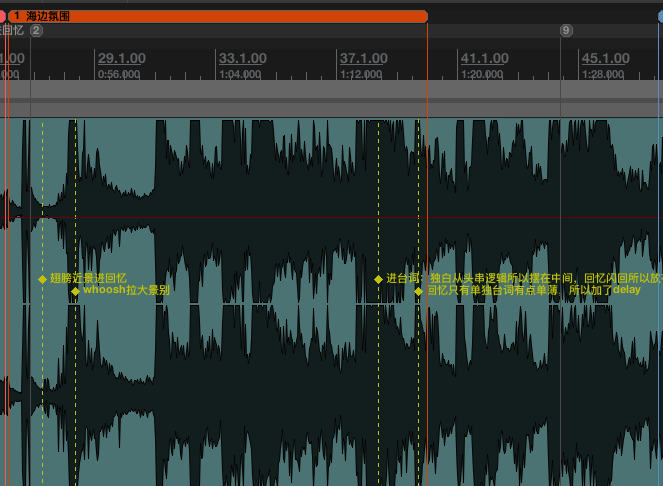 1 海边氛围
回忆 2 9
1.00 29.1.00 33.1.00 37.1.00 41.1.00 45.1.00
.000 0:56.000 1:04.000 1:12.000 1:20.000 1:28.000
翅膀近景进回忆
whoosh拉大景别
进台词：独白从头串逻辑所以摆在中间，回忆闪回所以放
回忆只有单独台词有点单薄，所以加了delay